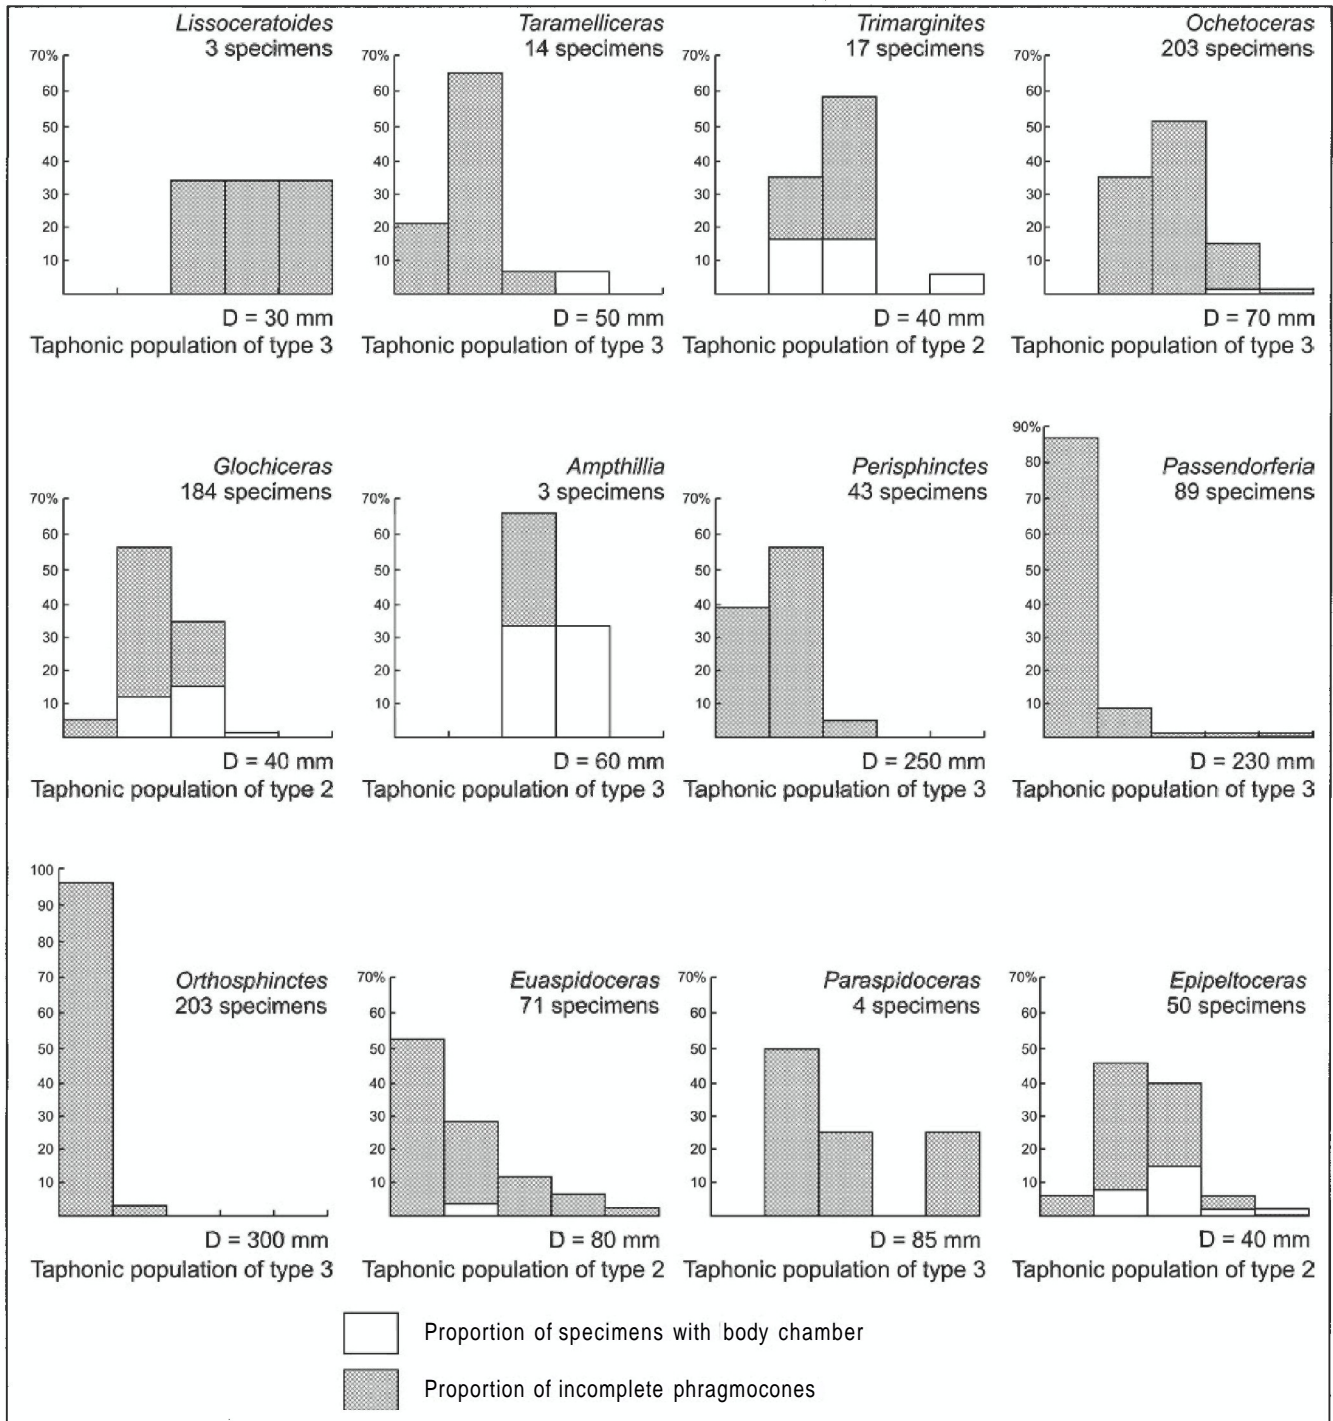 Lissoceratoides
3 specimens
70%
60
50
40
30
20
10
D = 30 mm
Taphonic population of type 3
Taramelliceras
14 specimens
70%
60
50
40
30
20
10
D = 50 mm
Taphonic population of type 3
Trimarginites
17 specimens
70%
60
50
40
30
20
10
D = 40 mm
Taphonic population of type 2
Ochetoceras
203 specimens
70%
60
50
40
30
20
10
D = 70 mm
Taphonic population of type 3
Glochiceras
184 specimens
70%
60
50
40
30
20
10
D = 40 mm
Taphonic population of type 2
Ampthillia
3 specimens
70%
60
50
40
30
20
10
D = 60 mm
Taphonic population of type 3
Perisphinctes
43 specimens
70%
60
50
40
30
20
10
D = 250 mm
Taphonic population of type 3
Passendorferia
89 specimens
90%
80
70
60
50
40
30
20
10
D = 230 mm
Taphonic population of type 3
Orthosphinctes
203 specimens
100
90
80
70
60
50
40
30
20
10
D = 300 mm
Taphonic population of type 3
Euaspidoceras
71 specimens
70%
60
50
40
30
20
10
D = 80 mm
Taphonic population of type 2
Paraspidoceras
4 specimens
70%
60
50
40
30
20
10
D = 85 mm
Taphonic population of type 3
Epipeltoceras
50 specimens
70%
60
50
40
30
20
10
D = 40 mm
Taphonic population of type 2
Proportion of specimens with body chamber
Proportion of incomplete phragmocones